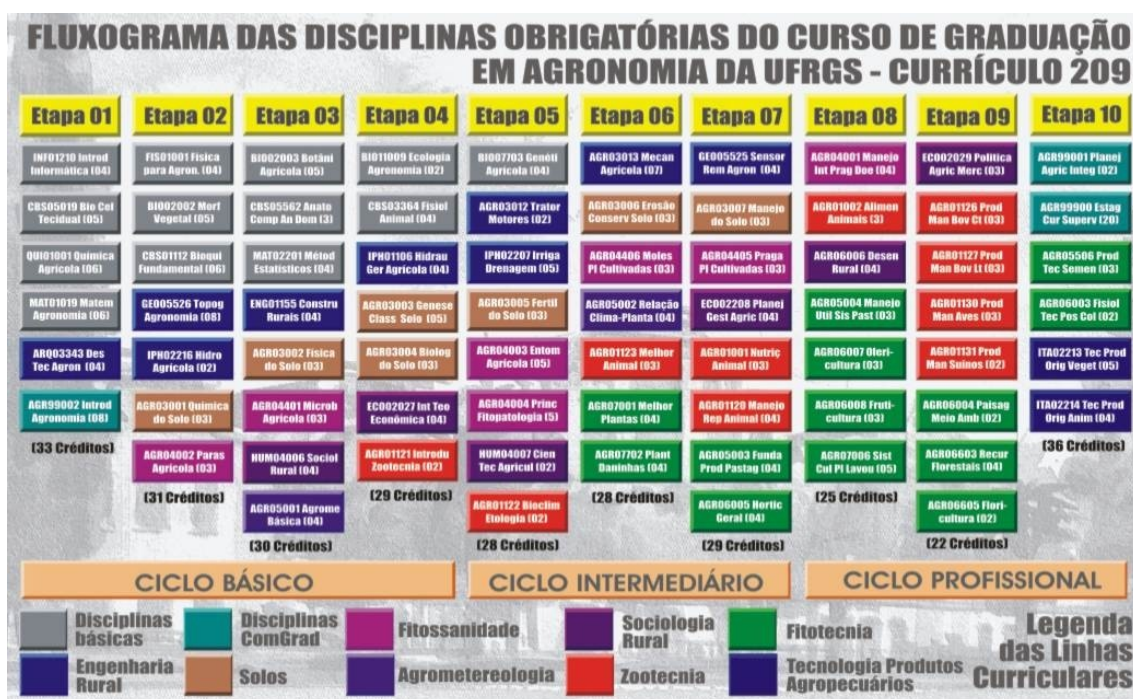 FLUXOGRAMA DAS DISCIPLINAS OBRIGATÓRIAS DO CURSO DE GRADUAÇÃO
EM AGRONOMIA DA UFRGS - CURRÍCULO 209
Etapa 01
INF01210 Introd
Informática (04)
CBS05019 Bio Cel
Tecidual (05)
QUI01001 Química
Agrícola (06)
MAT01019 Matem
Agronomia (06)
ARQ03343 Des
Tec Agron (04)
AGR99002 Introd
Agronomia (08)
(33 Créditos)
Etapa 02
FIS01001 Física
para Agron. (04)
BIO02002 Morf
Vegetal (05)
CBS01112 Bioqui
Fundamental (06)
GEO05526 Topog
Agronomia (08)
IPH02216 Hidro
Agrícola (02)
AGR03001 Química
do Solo (03)
AGR04002 Paras
Agrícola (03)
(31 Créditos)
Etapa 03
BIO02003 Botâni
Agrícola (05)
CBS05562 Anato
Comp An Dom (3)
MAT02201 Métod
Estatísticos (04)
ENG01155 Constru
Rurais (04)
AGR03002 Física
do Solo (03)
AGR04401 Microb
Agrícola (03)
HUM04006 Sociol
Rural (04)
AGR05001 Agrome
Básica (04)
(30 Créditos)
Etapa 04
BIO11009 Ecologia
Agronomia (02)
CBS03364 Fisiol
Animal (04)
IPH01106 Hidrau
Ger Agrícola (04)
AGR03003 Genese
Class Solo (05)
AGR03004 Biolog
do Solo (03)
ECO02027 Int Teo
Econômica (04)
AGR01121 Introdu
Zootecnia (02)
(29 Créditos)
Etapa 05
BIO07703 Genéti
Agrícola (04)
AGR03012 Trator
Motores (02)
IPH02207 Irriga
Drenagem (05)
AGR03005 Fertil
do Solo (03)
AGR04003 Entom
Agrícola (05)
AGR04004 Princ
Fitopatologia (5)
HUM04007 Cien
Tec Agricul (02)
AGR01122 Bioclim
Etologia (02)
(28 Créditos)
Etapa 06
AGR03013 Mecan
Agrícola (07)
AGR03006 Erosão
Conserv Solo (03)
AGR04406 Moles
Pl Cultivadas (03)
AGR05002 Relação
Clima-Planta (04)
AGR01123 Melhor
Animal (03)
AGR07001 Melhor
Plantas (04)
AGR07702 Plant
Daninhas (04)
(28 Créditos)
Etapa 07
GEO05525 Sensor
Rem Agron (04)
AGR03007 Manejo
do Solo (03)
AGR04405 Praga
Pl Cultivadas (03)
ECO02208 Planej
Gest Agric (04)
AGR01001 Nutriç
Animal (03)
AGR01120 Manejo
Rep Animal (04)
AGR05003 Funda
Prod Pastag (04)
AGR06005 Hortic
Geral (04)
(29 Créditos)
Etapa 08
AGR04001 Manejo
Int Prag Doe (04)
AGR01002 Alimen
Animais (3)
AGR06006 Desen
Rural (04)
AGR05004 Manejo
Util Sis Past (03)
AGR06007 Oleri-
cultura (03)
AGR06008 Fruti-
cultura (03)
AGR07006 Sist
Cul Pl Lavou (05)
(25 Créditos)
Etapa 09
ECO02029 Política
Agric Merc (03)
AGR01126 Prod
Man Bov Ct (03)
AGR01127 Prod
Man Bov Lt (03)
AGR01130 Prod
Man Aves (03)
AGR01131 Prod
Man Suinos (02)
AGR06004 Paisag
Meio Amb (02)
AGR06603 Recur
Florestais (04)
AGR06605 Flori-
cultura (02)
(22 Créditos)
Etapa 10
AGR99001 Planej
Agric Integ (02)
AGR99900 Estag
Cur Superv (20)
AGR05506 Prod
Tec Semen (03)
AGR06003 Fisiol
Tec Pos Col (02)
ITA02213 Tec Prod
Orig Veget (05)
ITA02214 Tec Prod
Orig Anim (04)
(36 Créditos)
CICLO BÁSICO
CICLO INTERMEDIÁRIO
CICLO PROFISSIONAL
Disciplinas
básicas
Disciplinas
ComGrad
Fitossanidade
Sociologia
Rural
Fitotecnia
Engenharia
Rural
Solos
Agrometereologia
Zootecnia
Tecnologia Produtos
Agropecuários
Legenda
das Linhas
Curriculares